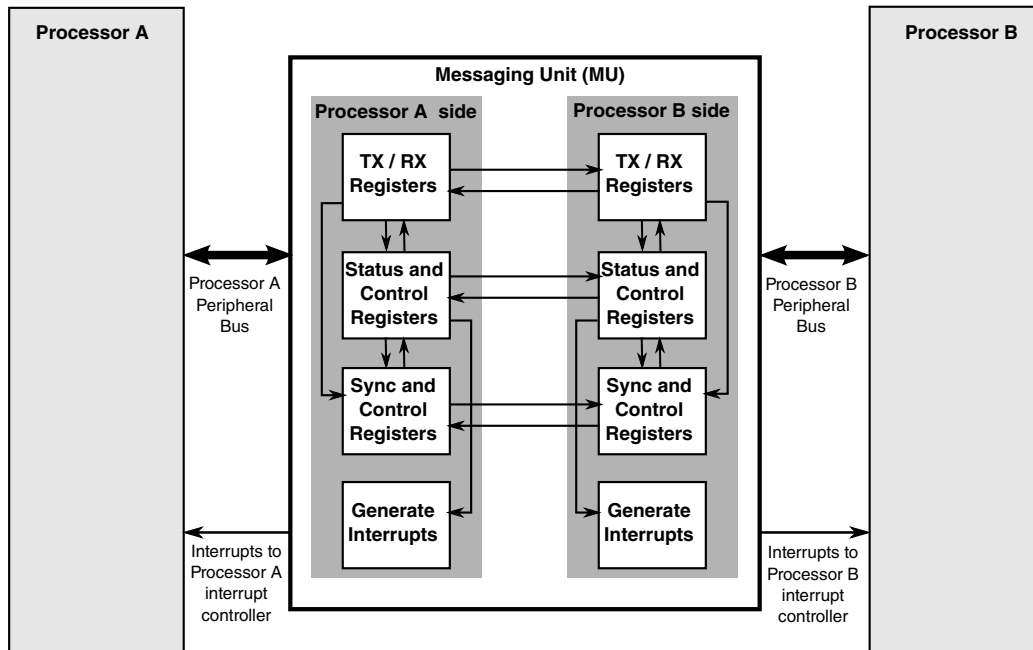 Processor A
Processor B
Messaging Unit (MU)
Processor A side
Processor B side
TX / RX
Registers
TX / RX
Registers
Status and
Control
Registers
Status and
Control
Registers
Processor A
Peripheral
Bus
Processor B
Peripheral
Bus
Sync and
Control
Registers
Sync and
Control
Registers
Generate
Interrupts
Generate
Interrupts
Interrupts to
Processor A
interrupt
controller
Interrupts to
Processor B
interrupt
controller